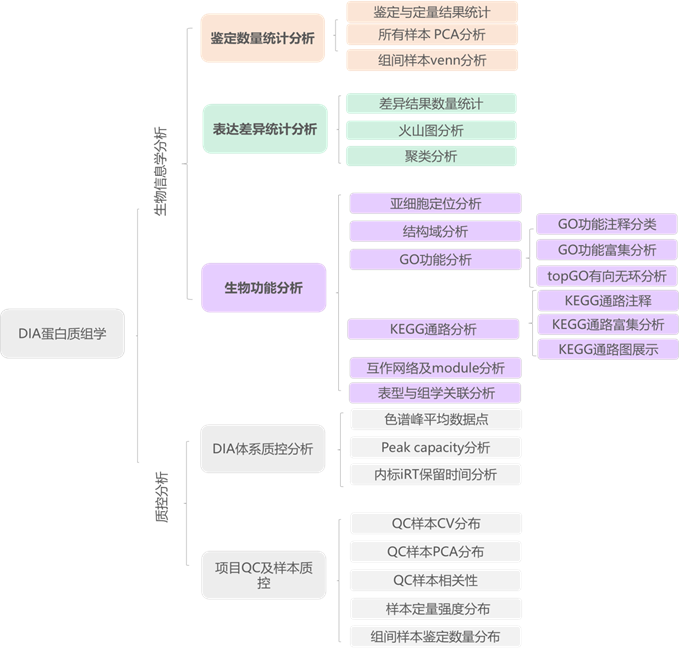 DIA蛋白质组学
生物信息学分析
鉴定数量统计分析
鉴定与定量结果统计
所有样本 PCA分析
组间样本venn分析
表达差异统计分析
差异结果数量统计
火山图分析
聚类分析
生物功能分析
亚细胞定位分析
结构域分析
GO功能分析
GO功能注释分类
GO功能富集分析
topGO有向无环分析
KEGG通路分析
KEGG通路注释
KEGG通路富集分析
KEGG通路图展示
互作网络及module分析
表型与组学关联分析
质控分析
DIA体系质控分析
色谱峰平均数据点
Peak capacity分析
内标iRT保留时间分析
项目QC及样本质
控
QC样本CV分布
QC样本PCA分布
QC样本相关性
样本定量强度分布
组间样本鉴定数量分布